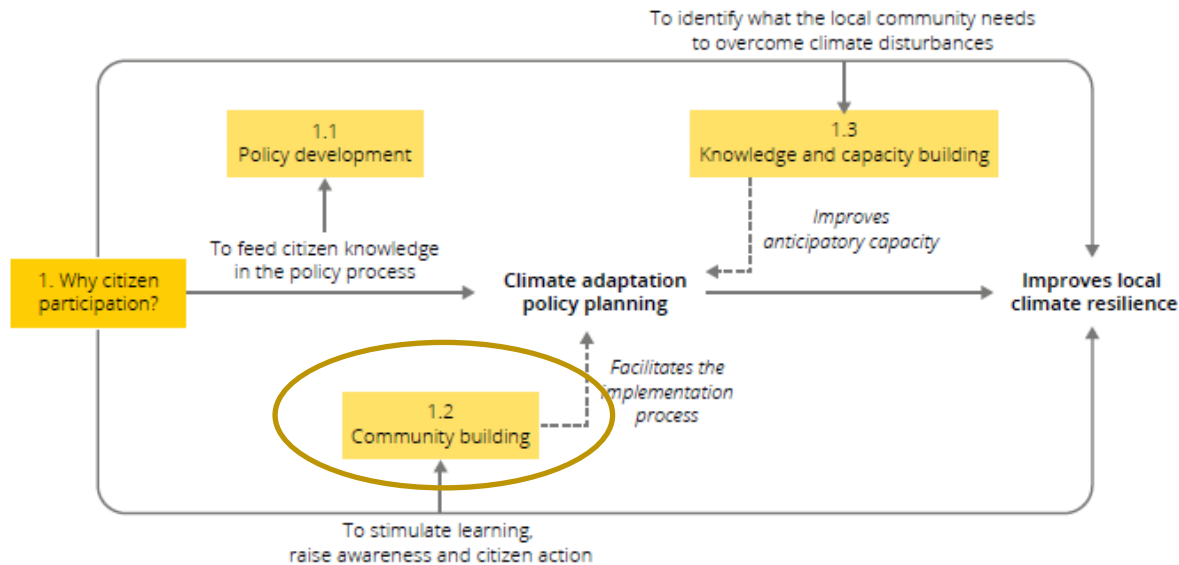 To identify what the local community needs
to overcome climate disturbances
1.1
Policy development
1.3
Knowledge and capacity building
Improves
anticipatory capacity
To feed citizen knowledge
in the policy process
1. Why citizen
participation?
Climate adaptation
policy planning
Improves local
climate resilience
Facilitates the
implementation
process
1.2
Community building
To stimulate learning,
raise awareness and citizen action